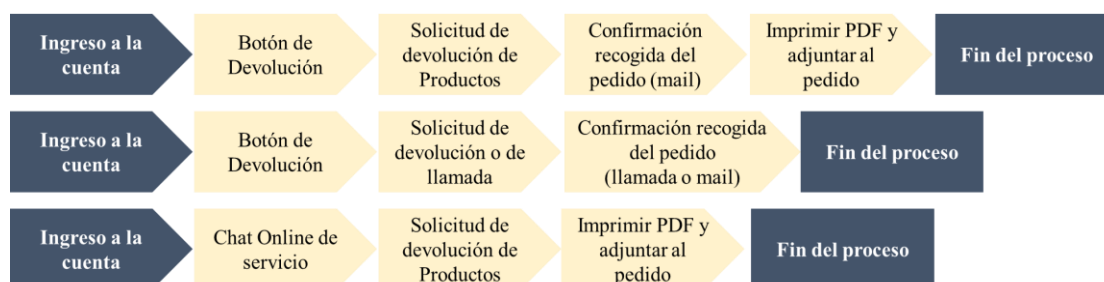 Ingreso a la
cuenta
Botón de
Devolución
Solicitud de
devolución de
Productos
Confirmación
recogida del
pedido (mail)
Imprimir PDF y
adjuntar al
pedido
Fin del proceso
Ingreso a la
cuenta
Botón de
Devolución
Solicitud de
devolución o de
llamada
Confirmación recogida
del pedido
(llamada o mail)
Fin del proceso
Ingreso a la
cuenta
Chat Online de
servicio
Solicitud de
devolución de
Productos
Imprimir PDF y
adjuntar al
pedido
Fin del proceso